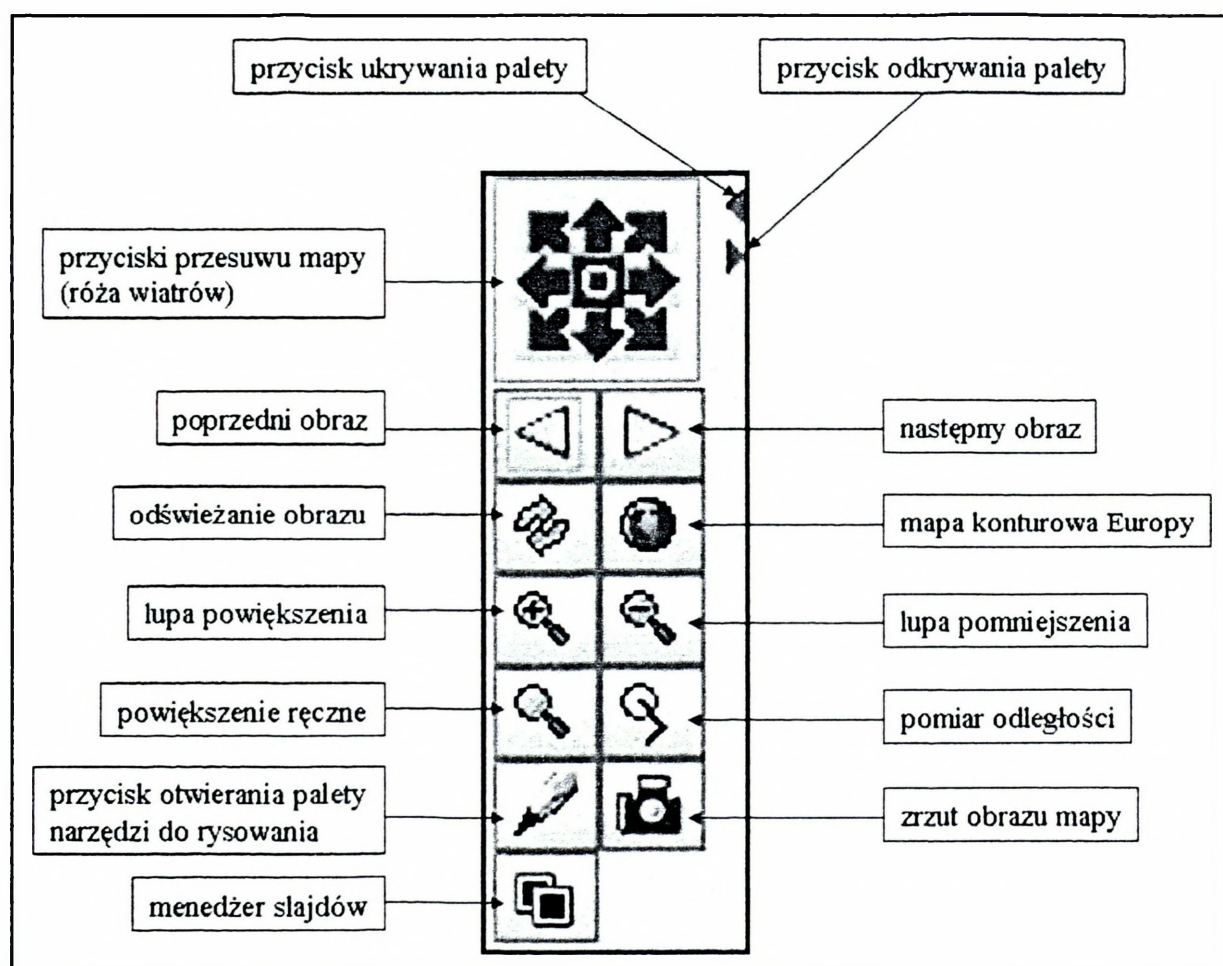 przycisk ukrywania palety
przycisk odkrywania palety
przyciski przesuwu mapy
(róża wiatrów)
poprzedni obraz
następny obraz
odświeżanie obrazu
mapa konturowa Europy
lupa powiększenia
lupa pomniejszenia
powiększenie ręczne
pomiar odległości
przycisk otwierania palety
narzędzi do rysowania
zrzut obrazu mapy
menedżer slajdów